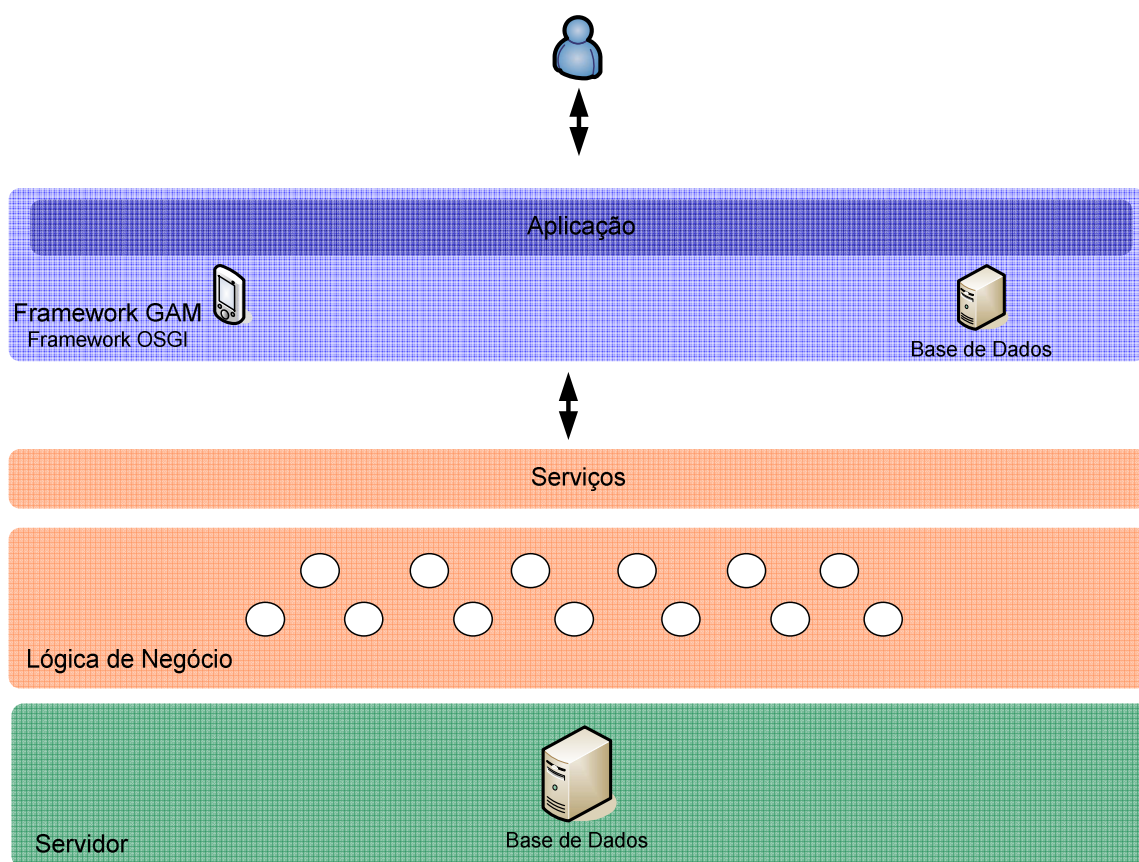 Aplicação
Framework GAM
Framework OSGI
Base de Dados
Serviços
Lógica de Negócio
Base de Dados
Servidor